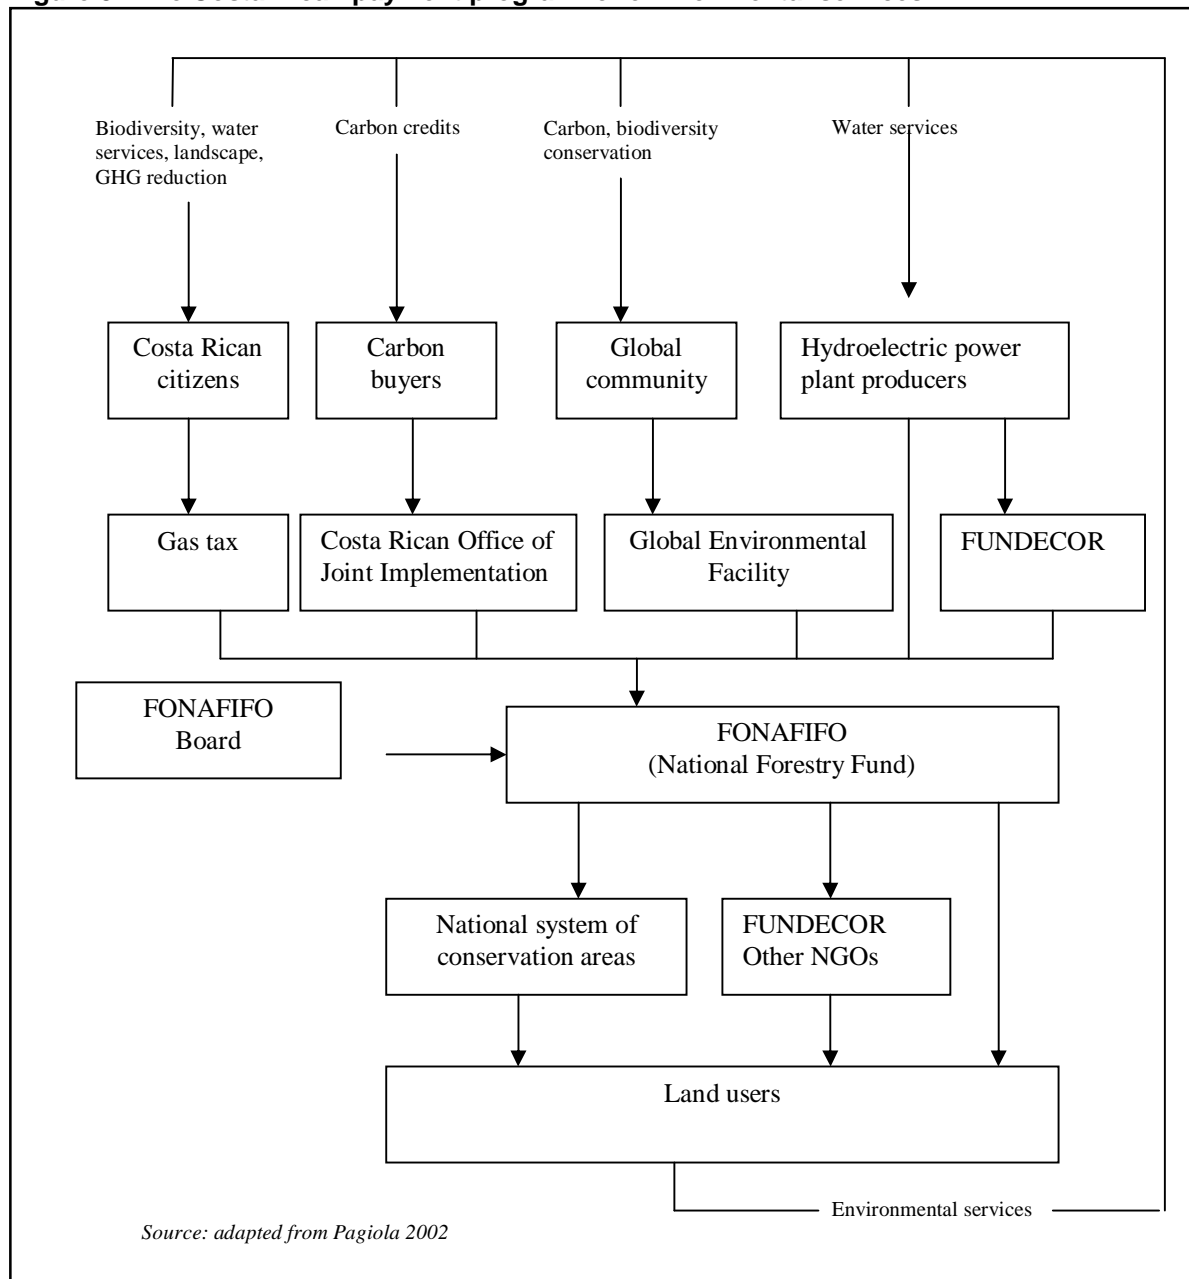 Biodiversity, water
services, landscape,
GHG reduction
Carbon credits
Carbon, biodiversity
conservation
Water services
Costa Rican
citizens
Carbon
buyers
Global
community
Hydroelectric power
plant producers
Gas tax
Costa Rican Office of
Joint Implementation
Global Environmental
Facility
FUNDECOR
FONAFIFO
Board
FONAFIFO
(National Forestry Fund)
National system of
conservation areas
FUNDECOR
Other NGOs
Land users
Environmental services
Source: adapted from Pagiola 2002